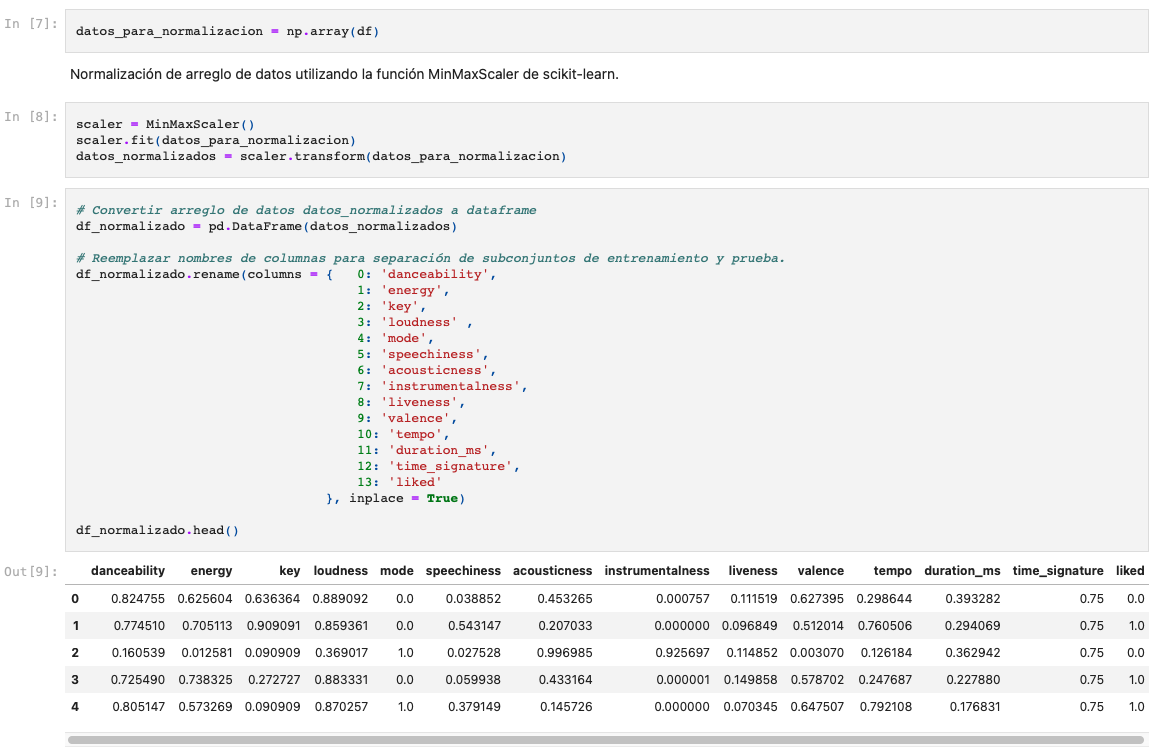 In [7]:
datos_para_normalizacion = np.array(df)
Normalización de arreglo de datos utilizando la función MinMaxScaler de scikit-learn.
In [8]:
scaler = MinMaxScaler()
scaler.fit(datos_para_normalizacion)
datos_normalizados = scaler.transform(datos_para_normalizacion)
In [9]:
# Convertir arreglo de datos datos_normalizados a dataframe
df_normalizado = pd.DataFrame(datos_normalizados)
# Reemplazar nombres de columnas para separación de subconjuntos de entrenamiento y prueba.
df_normalizado.rename(columns = {   0: 'danceability',
1: 'energy',
2: 'key',
3: 'loudness' ,
4: 'mode',
5: 'speechiness',
6: 'acousticness',
7: 'instrumentalness',
8: 'liveness',
9: 'valence',
10: 'tempo',
11: 'duration_ms',
12: 'time_signature',
13: 'liked'
}, inplace = True)
df_normalizado.head()
Out[9]:
danceability energy key loudness mode speechiness acousticness instrumentalness liveness valence tempo duration_ms time_signature liked
0 0.824755 0.625604 0.636364 0.889092 0.0 0.038852 0.453265 0.000757 0.111519 0.627395 0.298644 0.393282 0.75 0.0
1 0.774510 0.705113 0.909091 0.859361 0.0 0.543147 0.207033 0.000000 0.096849 0.512014 0.760506 0.294069 0.75 1.0
2 0.160539 0.012581 0.090909 0.369017 1.0 0.027528 0.996985 0.925697 0.114852 0.003070 0.126184 0.362942 0.75 0.0
3 0.725490 0.738325 0.272727 0.883331 0.0 0.059938 0.433164 0.000001 0.149858 0.578702 0.247687 0.227880 0.75 1.0
4 0.805147 0.573269 0.090909 0.870257 1.0 0.379149 0.145726 0.000000 0.070345 0.647507 0.792108 0.176831 0.75 1.0